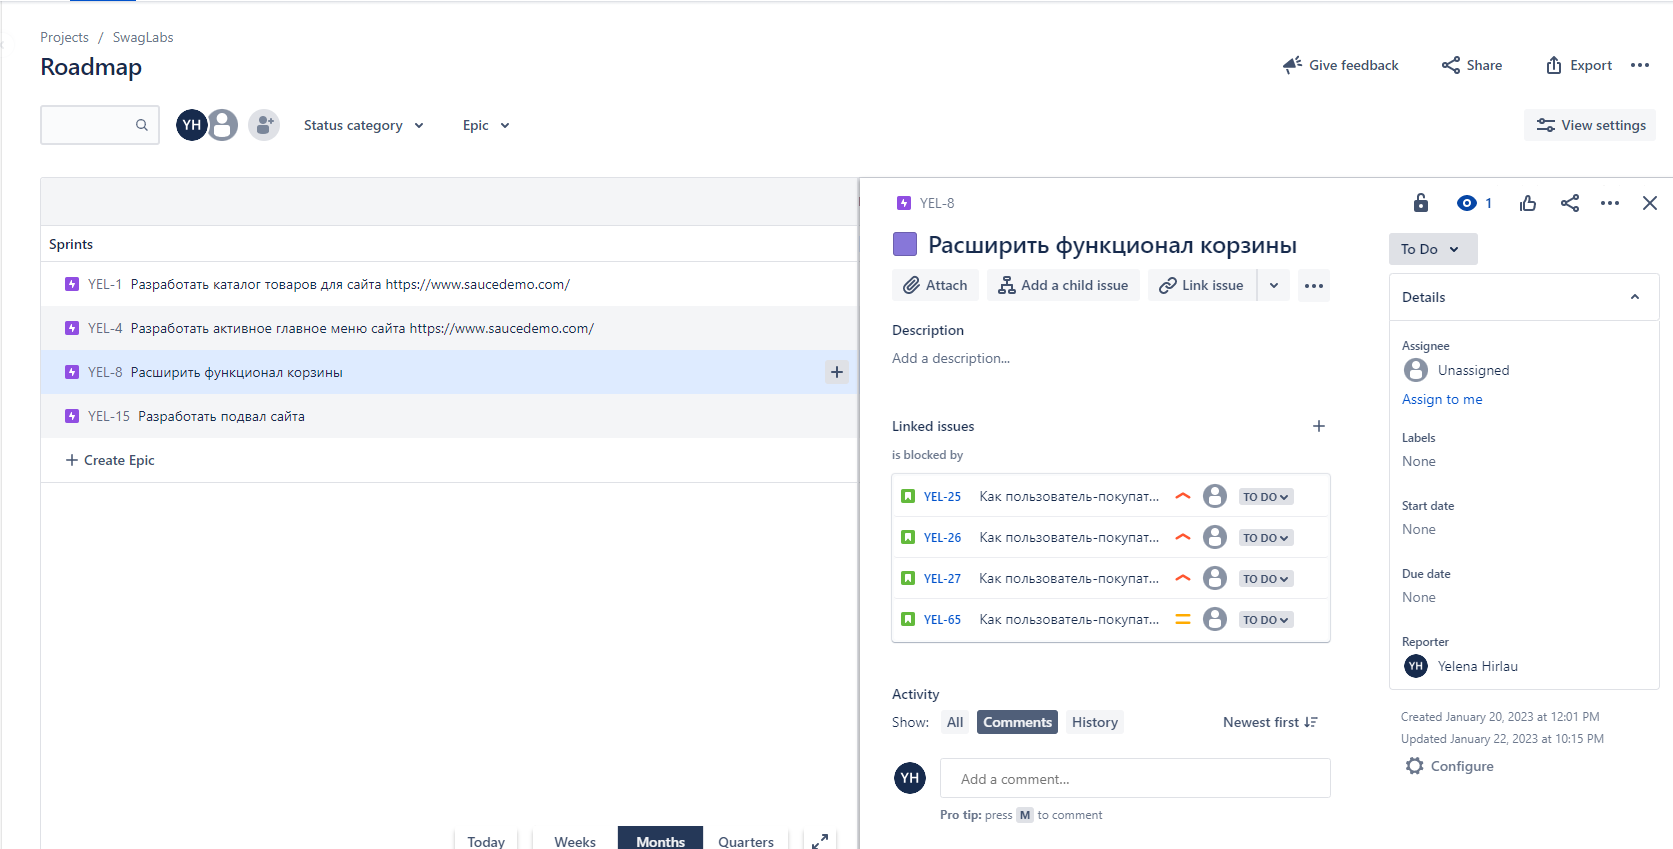 Projects / SwagLabs
Roadmap
Give feedback
Share
Export
YH
Status category
Epic
View settings
Sprints
YEL-1 Разработать каталог товаров для сайта https://www.saucedemo.com/
YEL-4 Разработать активное главное меню сайта https://www.saucedemo.com/
YEL-8 Расширить функционал корзины
YEL-15 Разработать подвал сайта
Create Epic
Today
Weeks
Months
Quarters
YEL-8
1
Расширить функционал корзины
Attach
Add a child issue
Link issue
Description
Add a description...
Linked issues
is blocked by
YEL-25 Как пользователь-покупат... TO DO
YEL-26 Как пользователь-покупат... TO DO
YEL-27 Как пользователь-покупат... TO DO
YEL-65 Как пользователь-покупат... TO DO
Activity
Show: All Comments History Newest first
YH Add a comment...
Pro tip: press M to comment
To Do
Details
Assignee
Unassigned
Assign to me
Labels
None
Start date
None
Due date
None
Reporter
YH Yelena Hirlau
Created January 20, 2023 at 12:01 PM
Updated January 22, 2023 at 10:15 PM
Configure